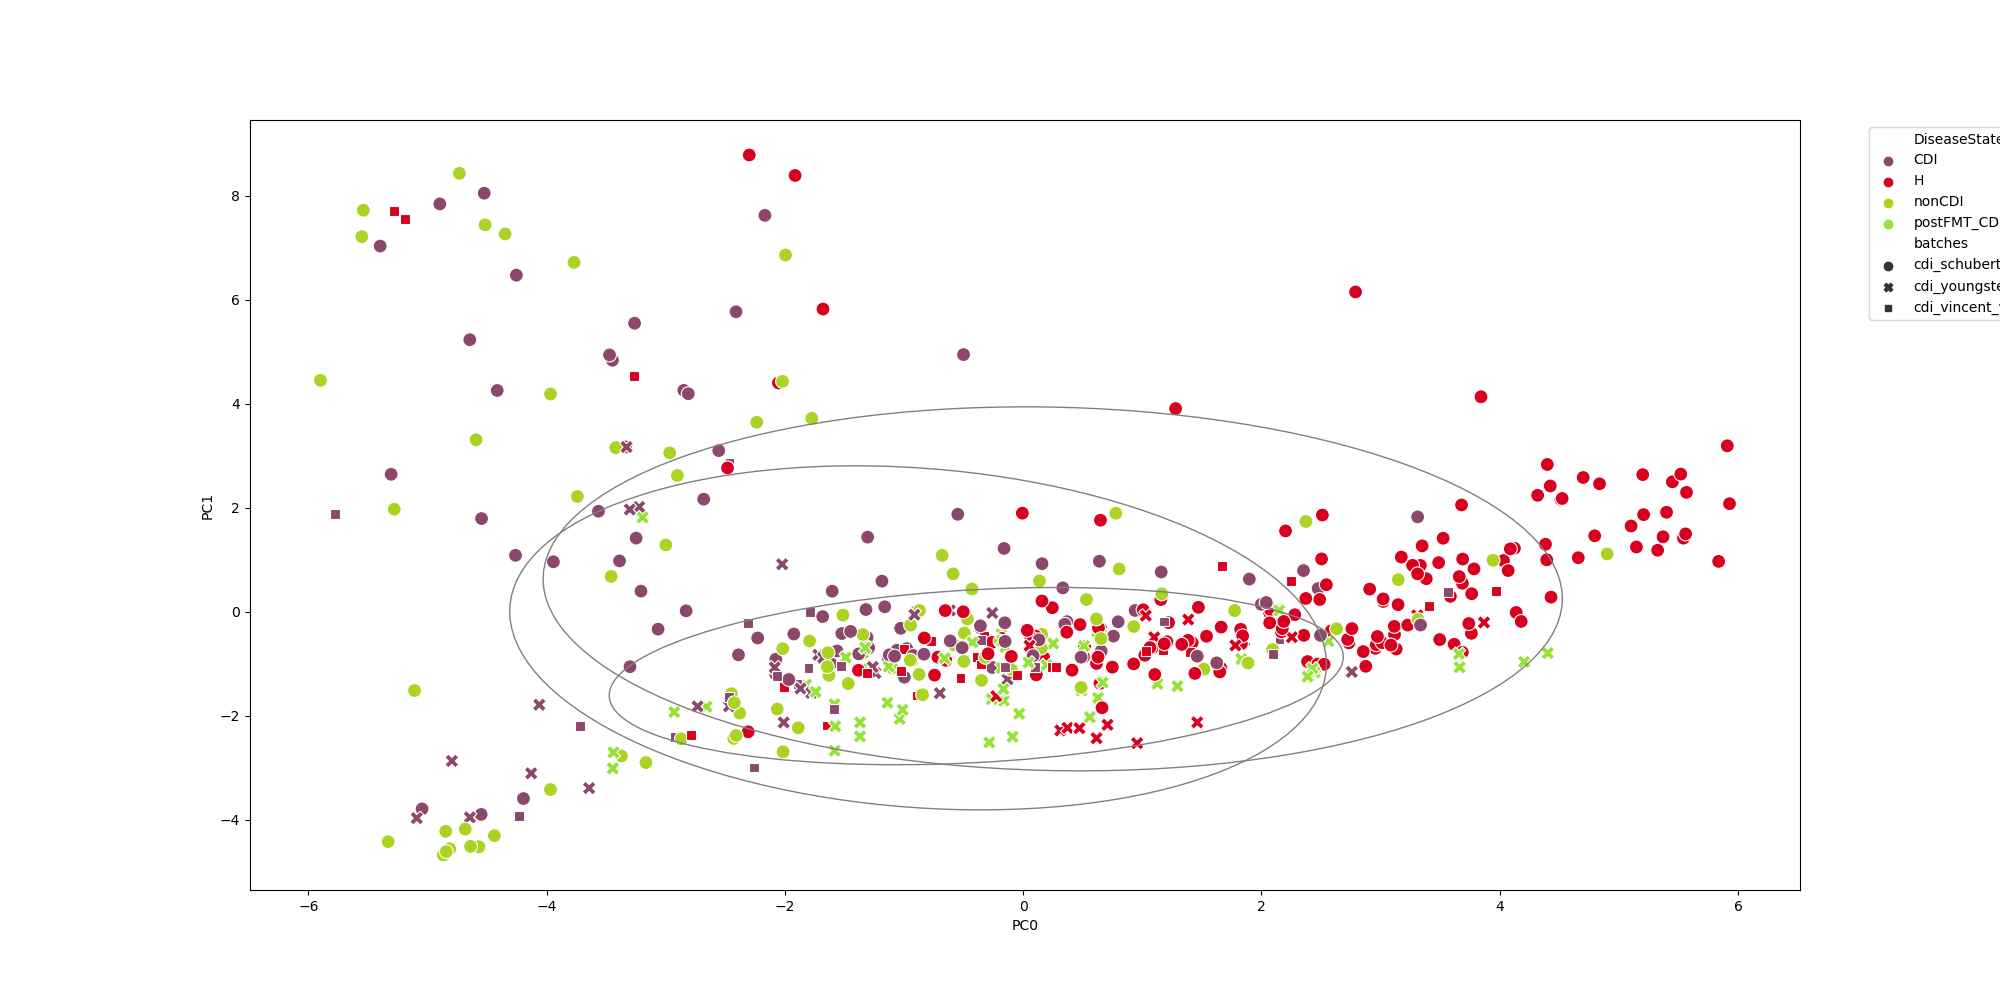 8
6
4
2
0
−2
−4
PC1
−6
−4
−2
0
2
4
6
PC0
DiseaseState
CDI
H
nonCDI
postFMT_CD
batches
cdi_schubert
cdi_youngste
cdi_vincent_